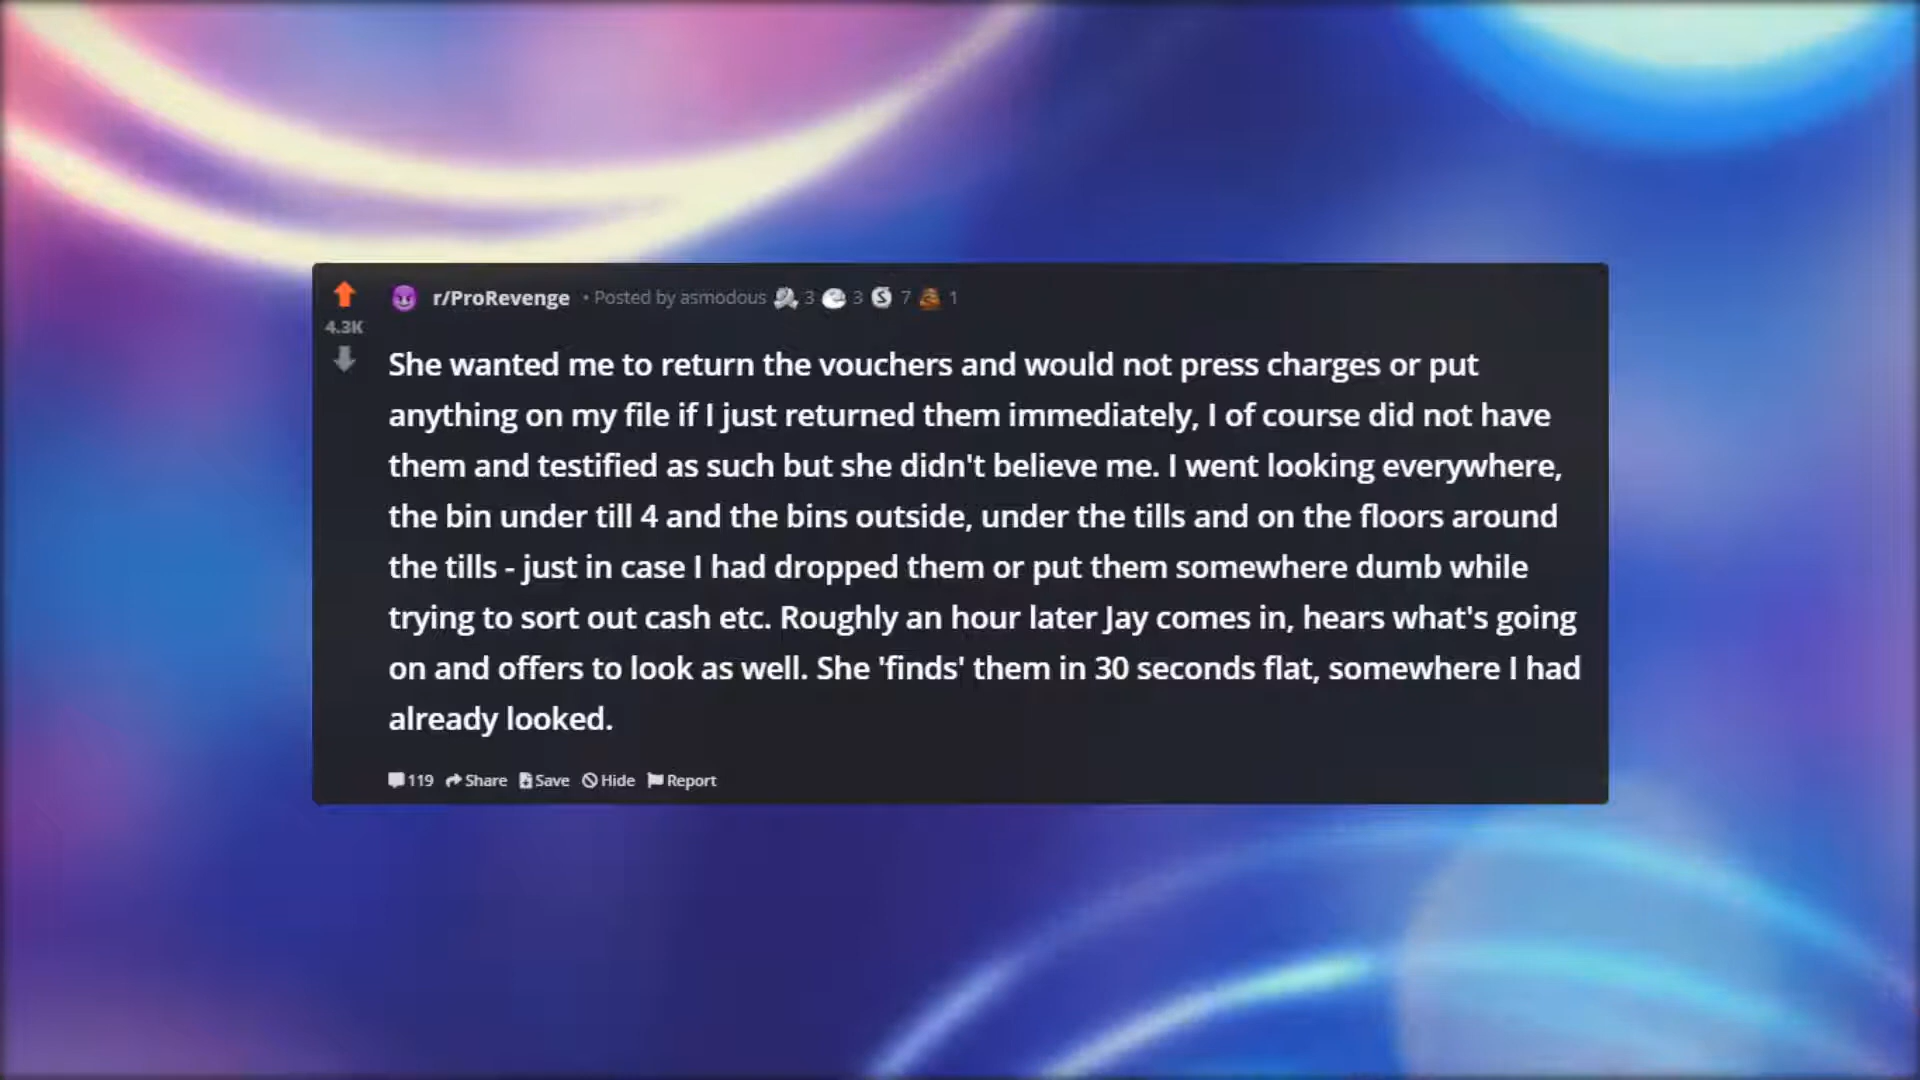 r/ProRevenge • Posted by asmodous 3 3 7 1
4.3K
She wanted me to return the vouchers and would not press charges or put
anything on my file if I just returned them immediately, I of course did not have
them and testified as such but she didn't believe me. I went looking everywhere,
the bin under till 4 and the bins outside, under the tills and on the floors around
the tills - just in case I had dropped them or put them somewhere dumb while
trying to sort out cash etc. Roughly an hour later Jay comes in, hears what's going
on and offers to look as well. She 'finds' them in 30 seconds flat, somewhere I had
already looked.
119 Share Save Hide Report